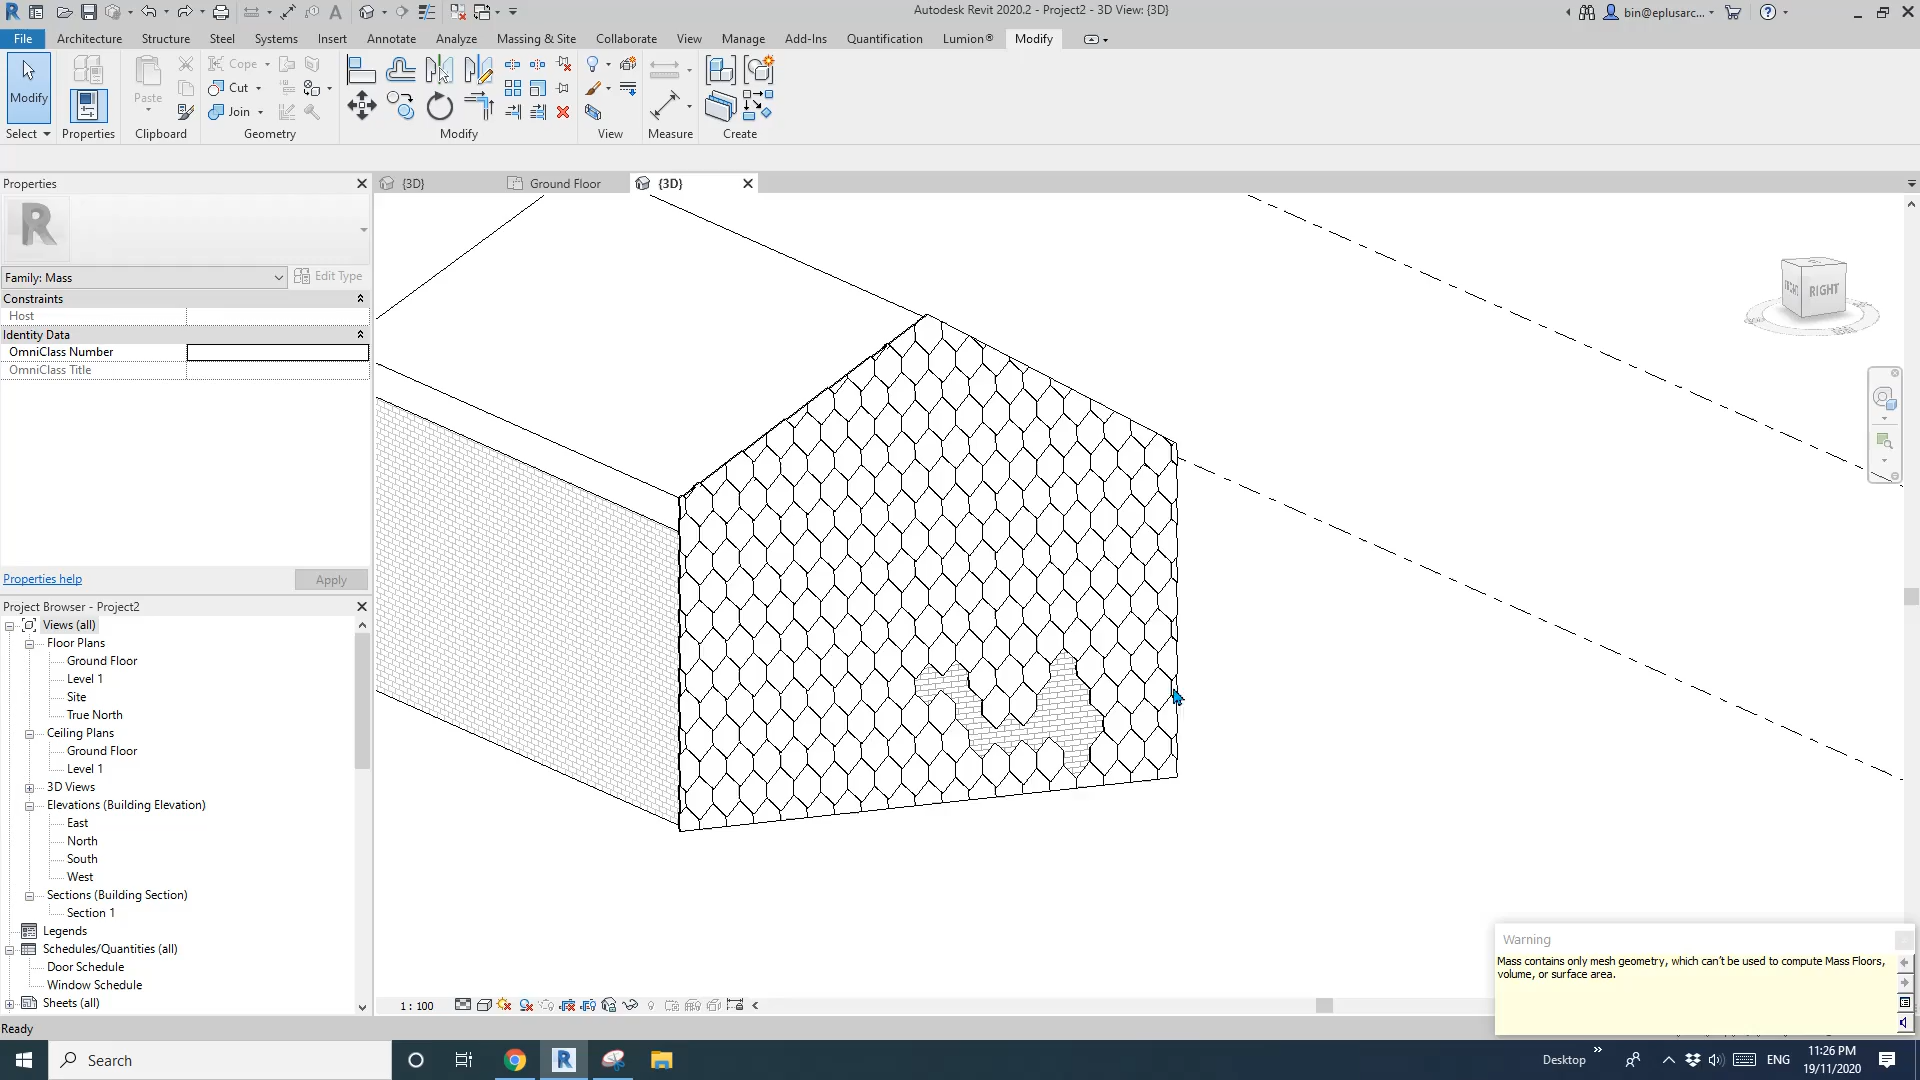 Autodesk Revit 2020.2 - Project2 - 3D View: {3D}
bin@eplusarc...
File
Architecture
Structure
Steel
Systems
Insert
Annotate
Analyze
Massing & Site
Collaborate
View
Manage
Add-Ins
Quantification
Lumion®
Modify
Modify
Paste
Cope
Cut
Join
Select
Properties
Clipboard
Geometry
Modify
View
Measure
Create
Properties
{3D}
Ground Floor
{3D}
R
Family: Mass
Edit Type
Constraints
Host
Identity Data
OmniClass Number
OmniClass Title
Properties help
Apply
FRONT
RIGHT
Project Browser - Project2
Views (all)
Floor Plans
Ground Floor
Level 1
Site
True North
Ceiling Plans
Ground Floor
Level 1
3D Views
Elevations (Building Elevation)
East
North
South
West
Sections (Building Section)
Section 1
Legends
Schedules/Quantities (all)
Door Schedule
Window Schedule
Sheets (all)
1 : 100
Warning
Mass contains only mesh geometry, which can't be used to compute Mass Floors,
volume, or surface area.
Ready
Search
Desktop
ENG
11:26 PM
19/11/2020